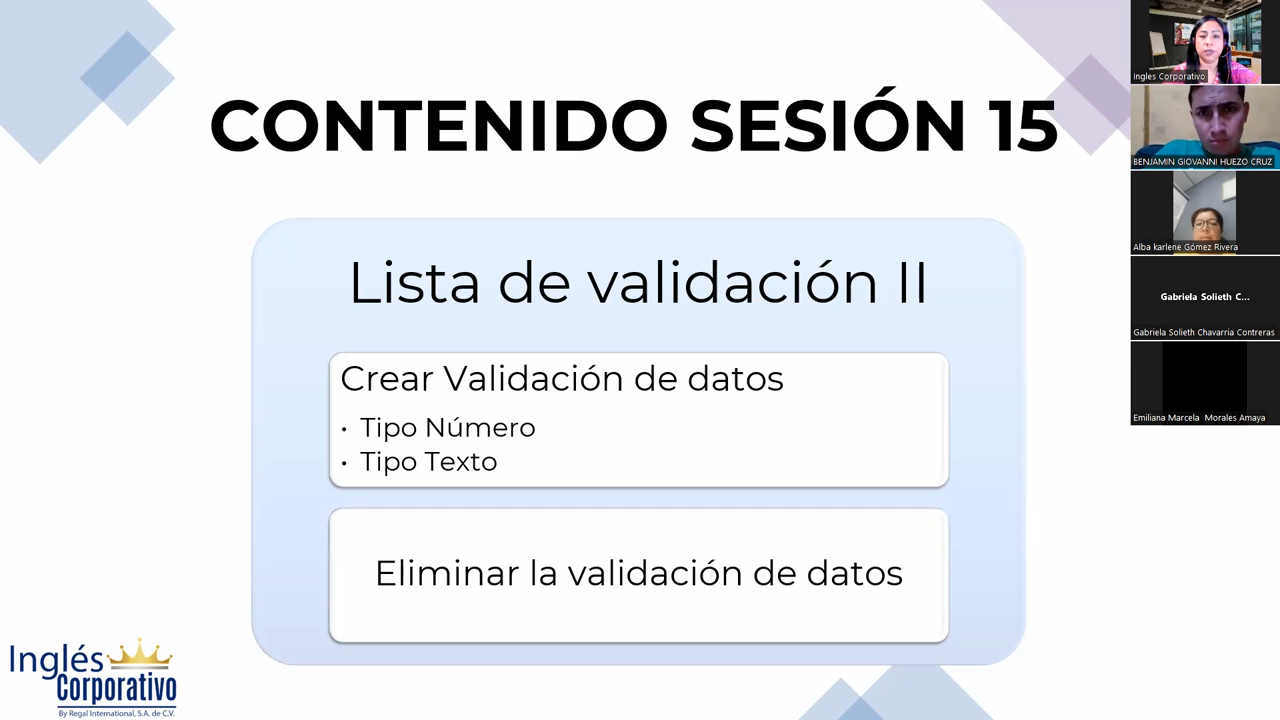 CONTENIDO SESIÓN 15
Lista de validación II
Crear Validación de datos
• Tipo Número
• Tipo Texto
Eliminar la validación de datos
Inglés
Corporativo
By Regal International, S.A. de C.V.
Ingles Corporativo
BENJAMIN GIOVANNI HUEZO CRUZ
Alba karlene Gómez Rivera
Gabriela Solieth C...
Gabriela Solieth Chavarria Contreras
Emiliana Marcela Morales Amaya